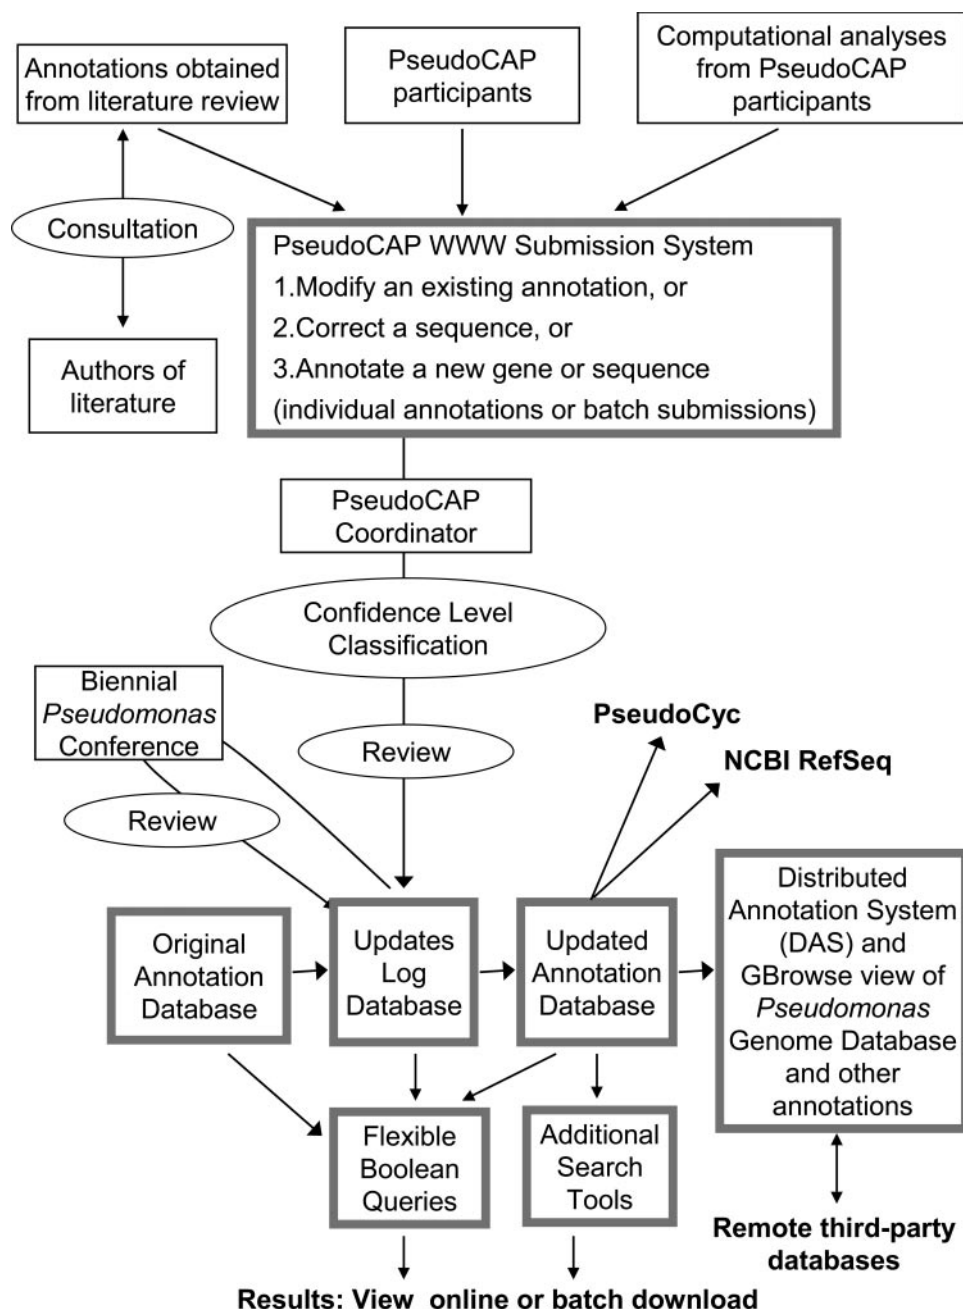 Annotations obtained
from literature review
PseudoCAP
participants
Computational analyses
from PseudoCAP
participants
Consultation
Authors of
literature
PseudoCAP WWW Submission System
1.Modify an existing annotation, or
2.Correct a sequence, or
3.Annotate a new gene or sequence
(individual annotations or batch submissions)
PseudoCAP
Coordinator
Confidence Level
Classification
Biennial
Pseudomonas
Conference
Review
Review
PseudoCyc
NCBI RefSeq
Original
Annotation
Database
Updates
Log
Database
Updated
Annotation
Database
Distributed
Annotation System
(DAS) and
GBrowse view of
Pseudomonas
Genome Database
and other
annotations
Flexible
Boolean
Queries
Additional
Search
Tools
Remote third-party
databases
Results: View online or batch download